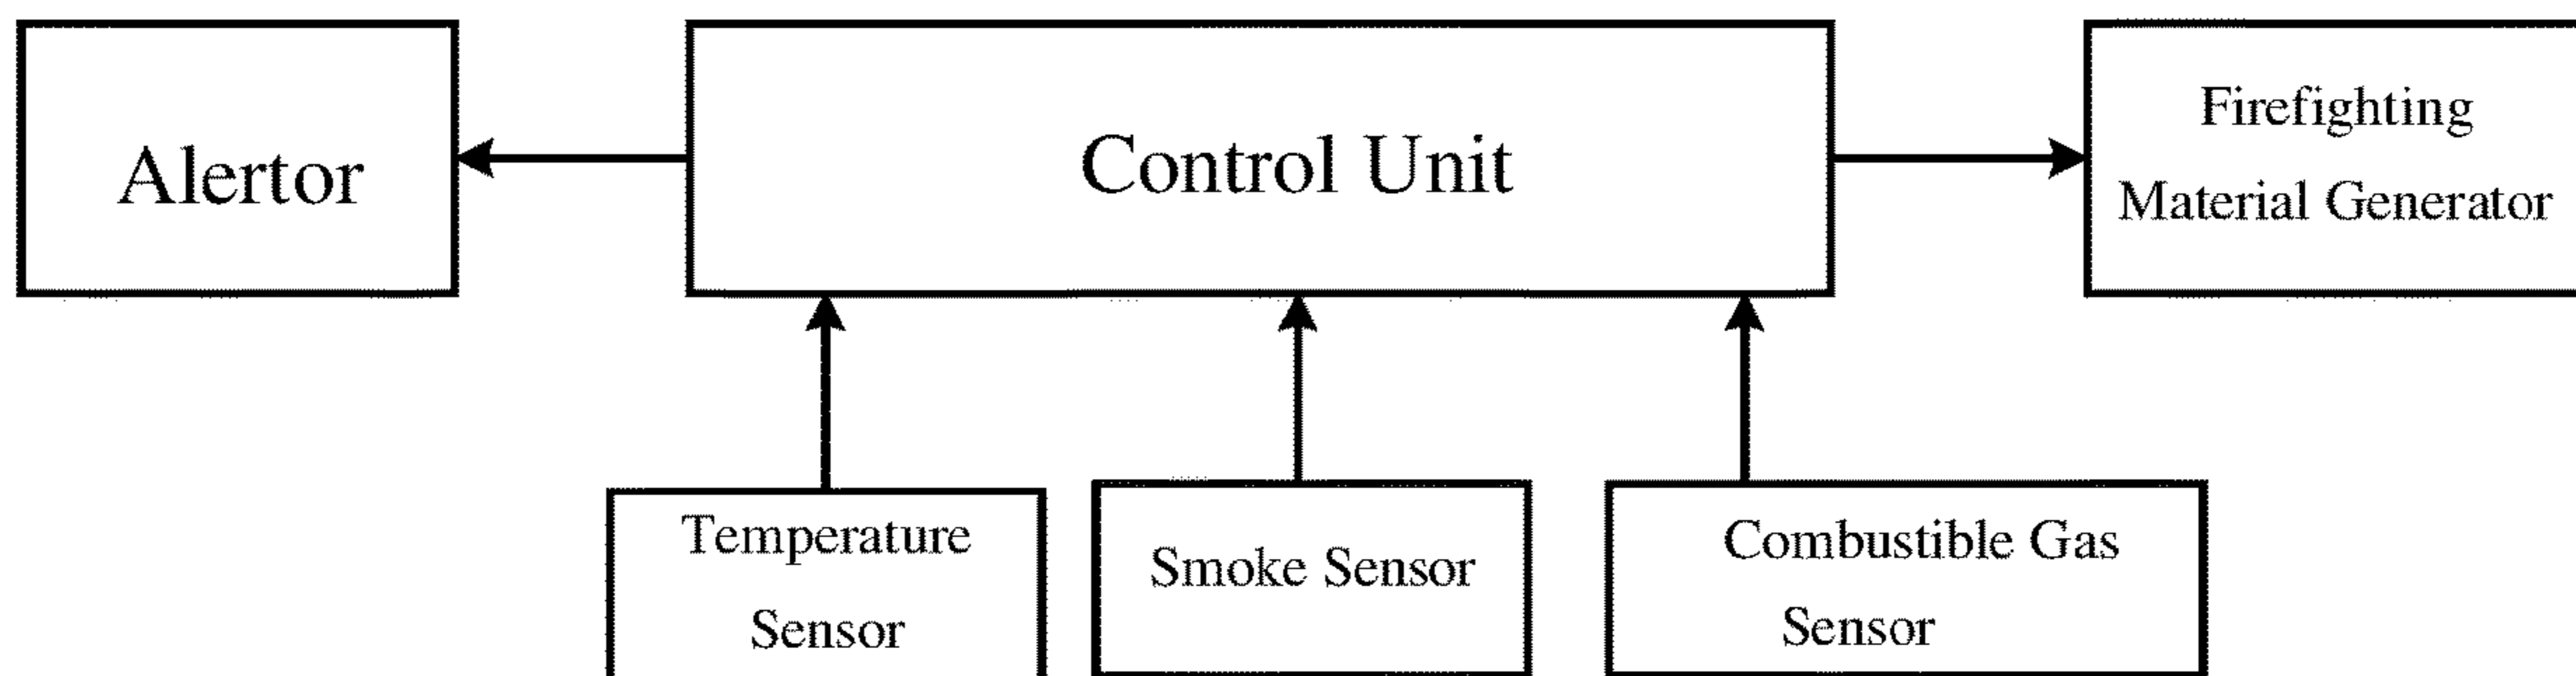 Alertor
Control Unit
Firefighting
Material Generator
Temperature
Sensor
Smoke Sensor
Combustible Gas
Sensor